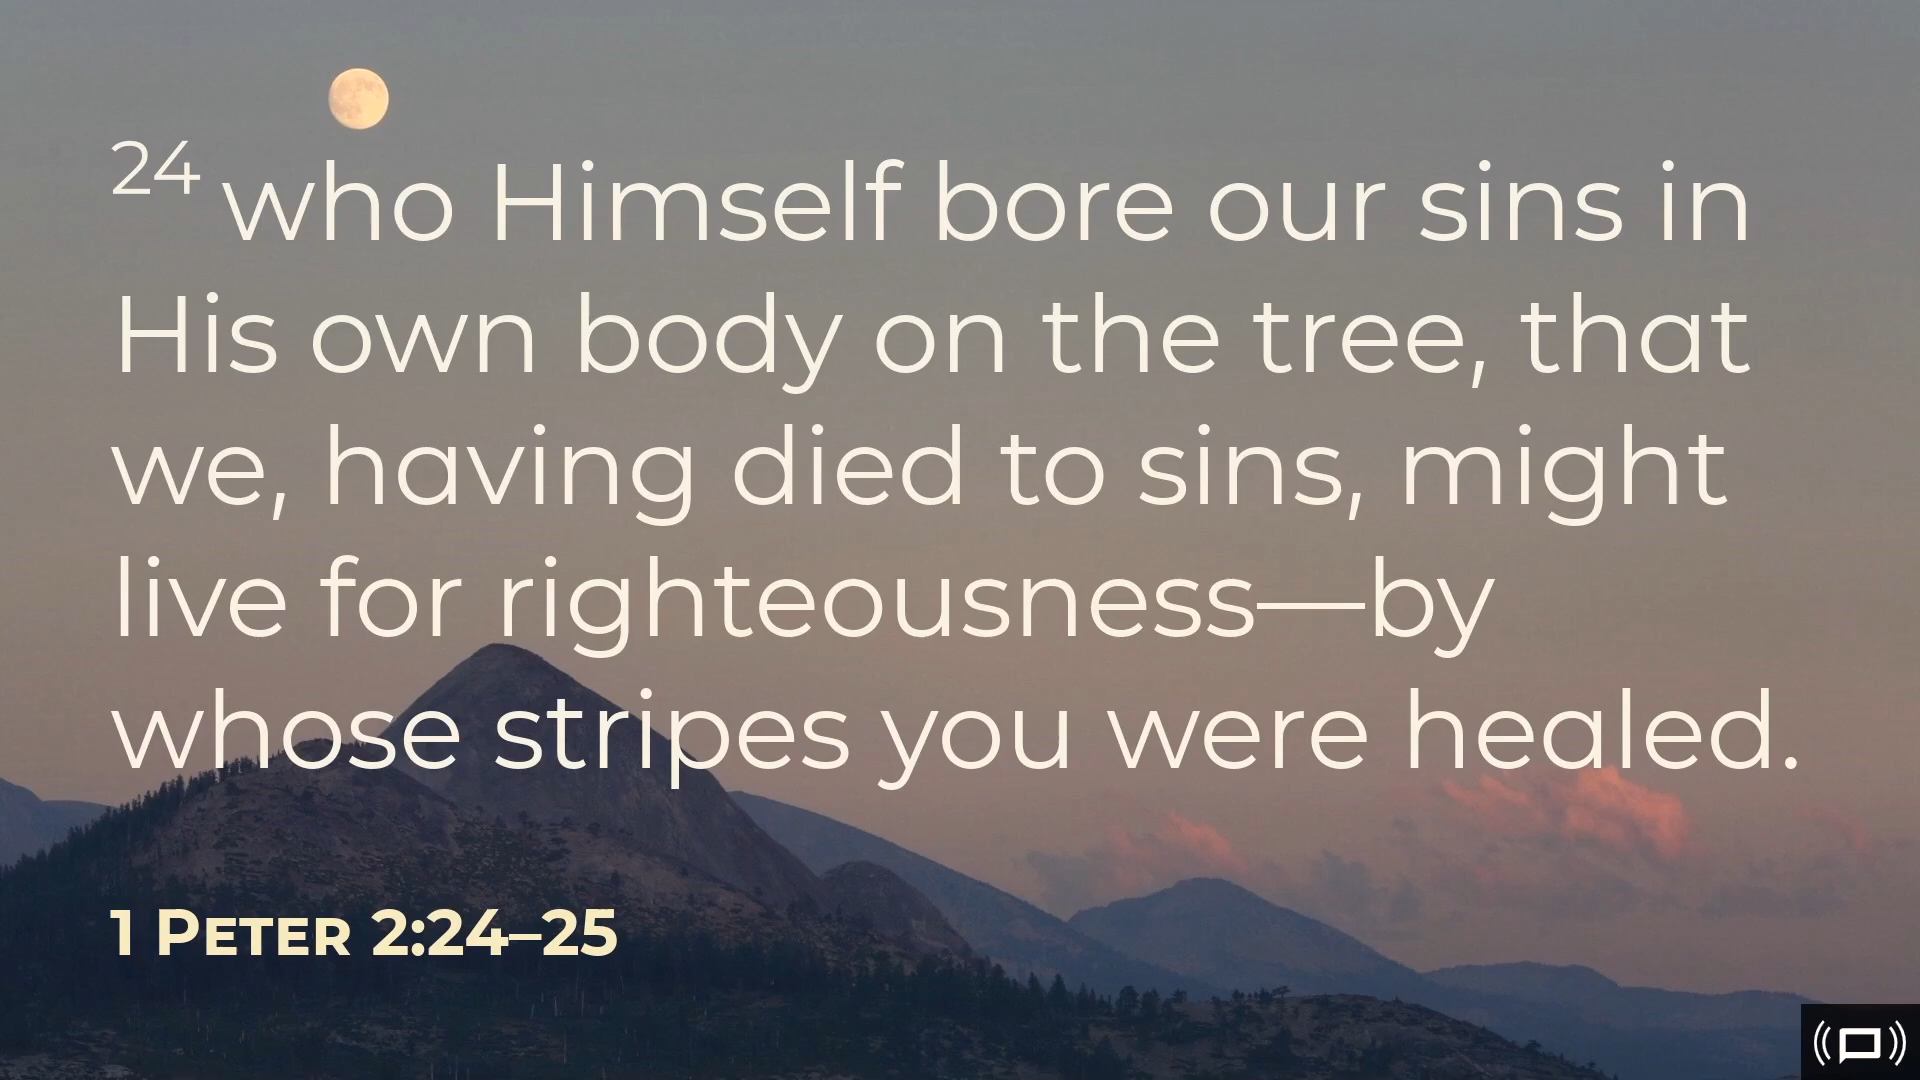 24 who Himself bore our sins in
His own body on the tree, that
we, having died to sins, might
live for righteousness—by
whose stripes you were healed.
1 Peter 2:24–25